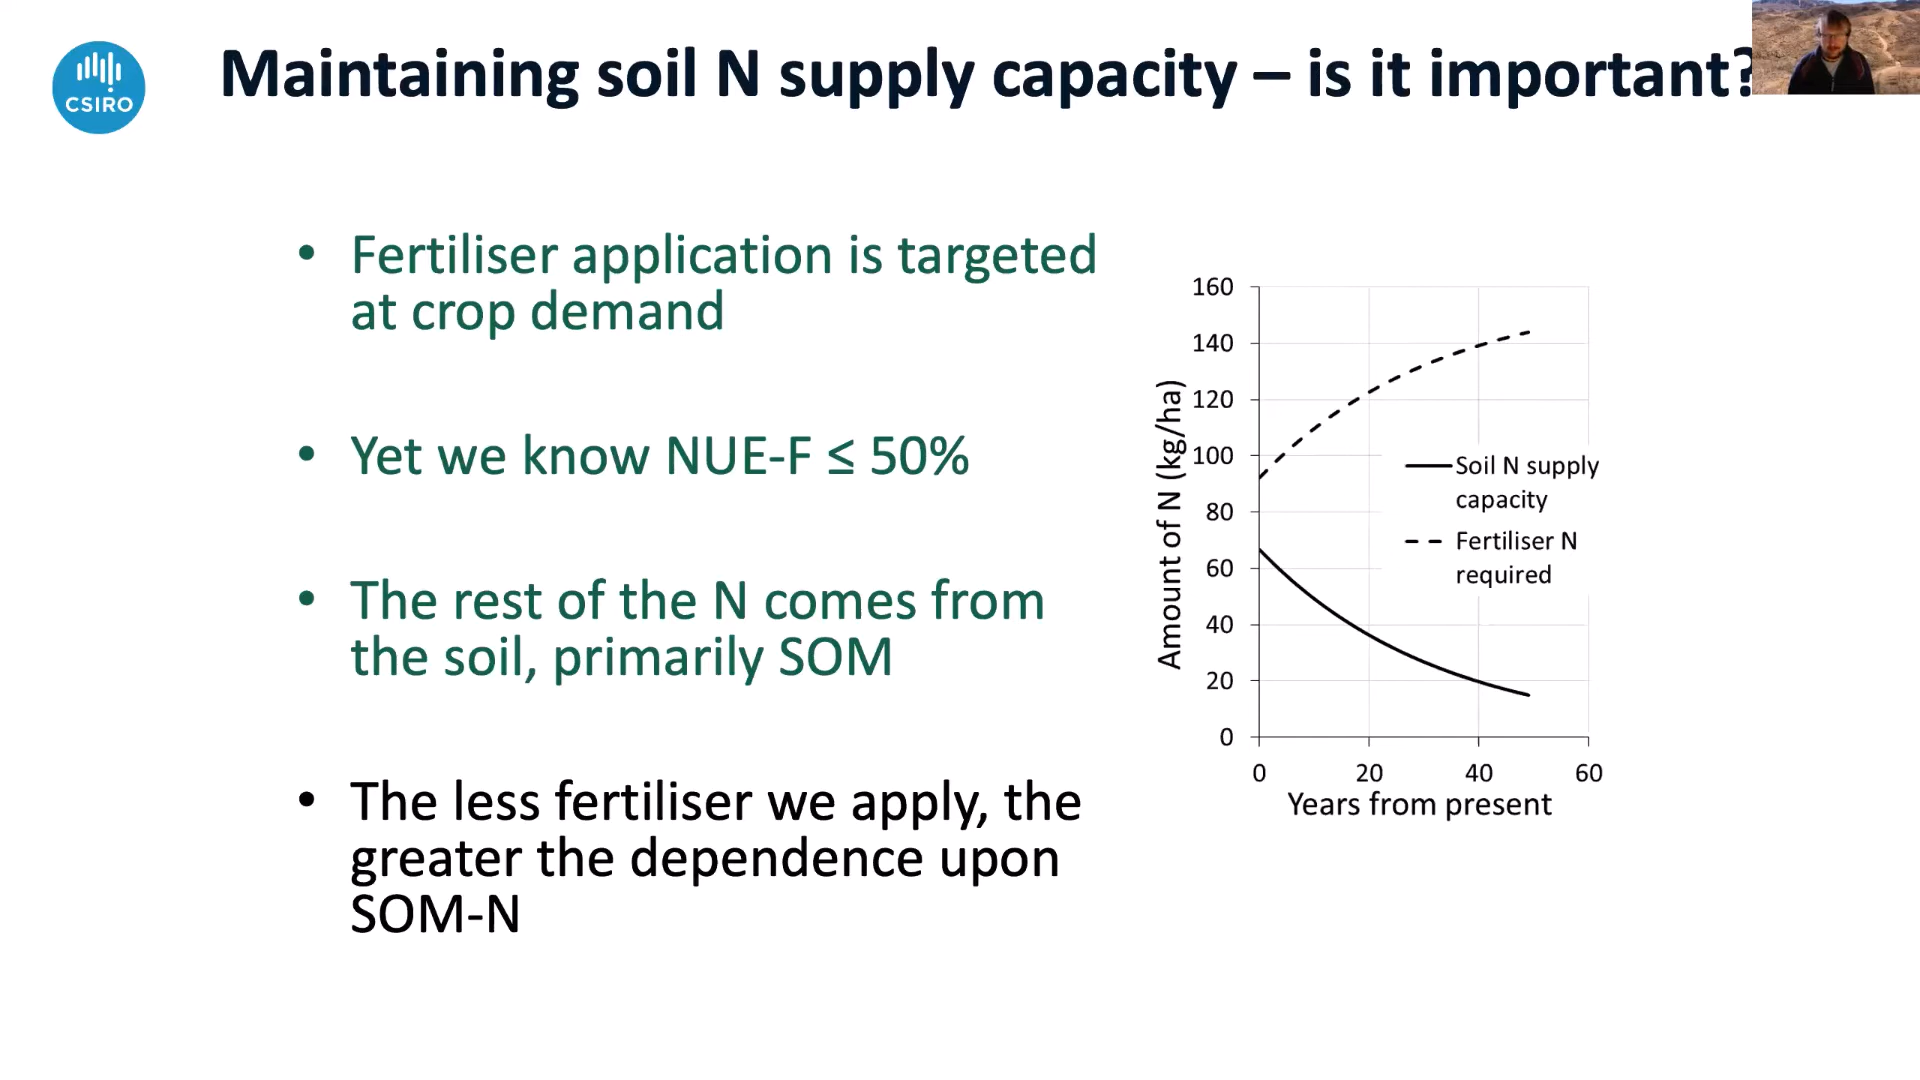 CSIRO
Maintaining soil N supply capacity – is it important?
• Fertiliser application is targeted
at crop demand
• Yet we know NUE-F ≤ 50%
• The rest of the N comes from
the soil, primarily SOM
• The less fertiliser we apply, the
greater the dependence upon
SOM-N
Amount of N (kg/ha)
160
140
120
100
80
60
40
20
0
Soil N supply
capacity
Fertiliser N
required
0 20 40 60
Years from present